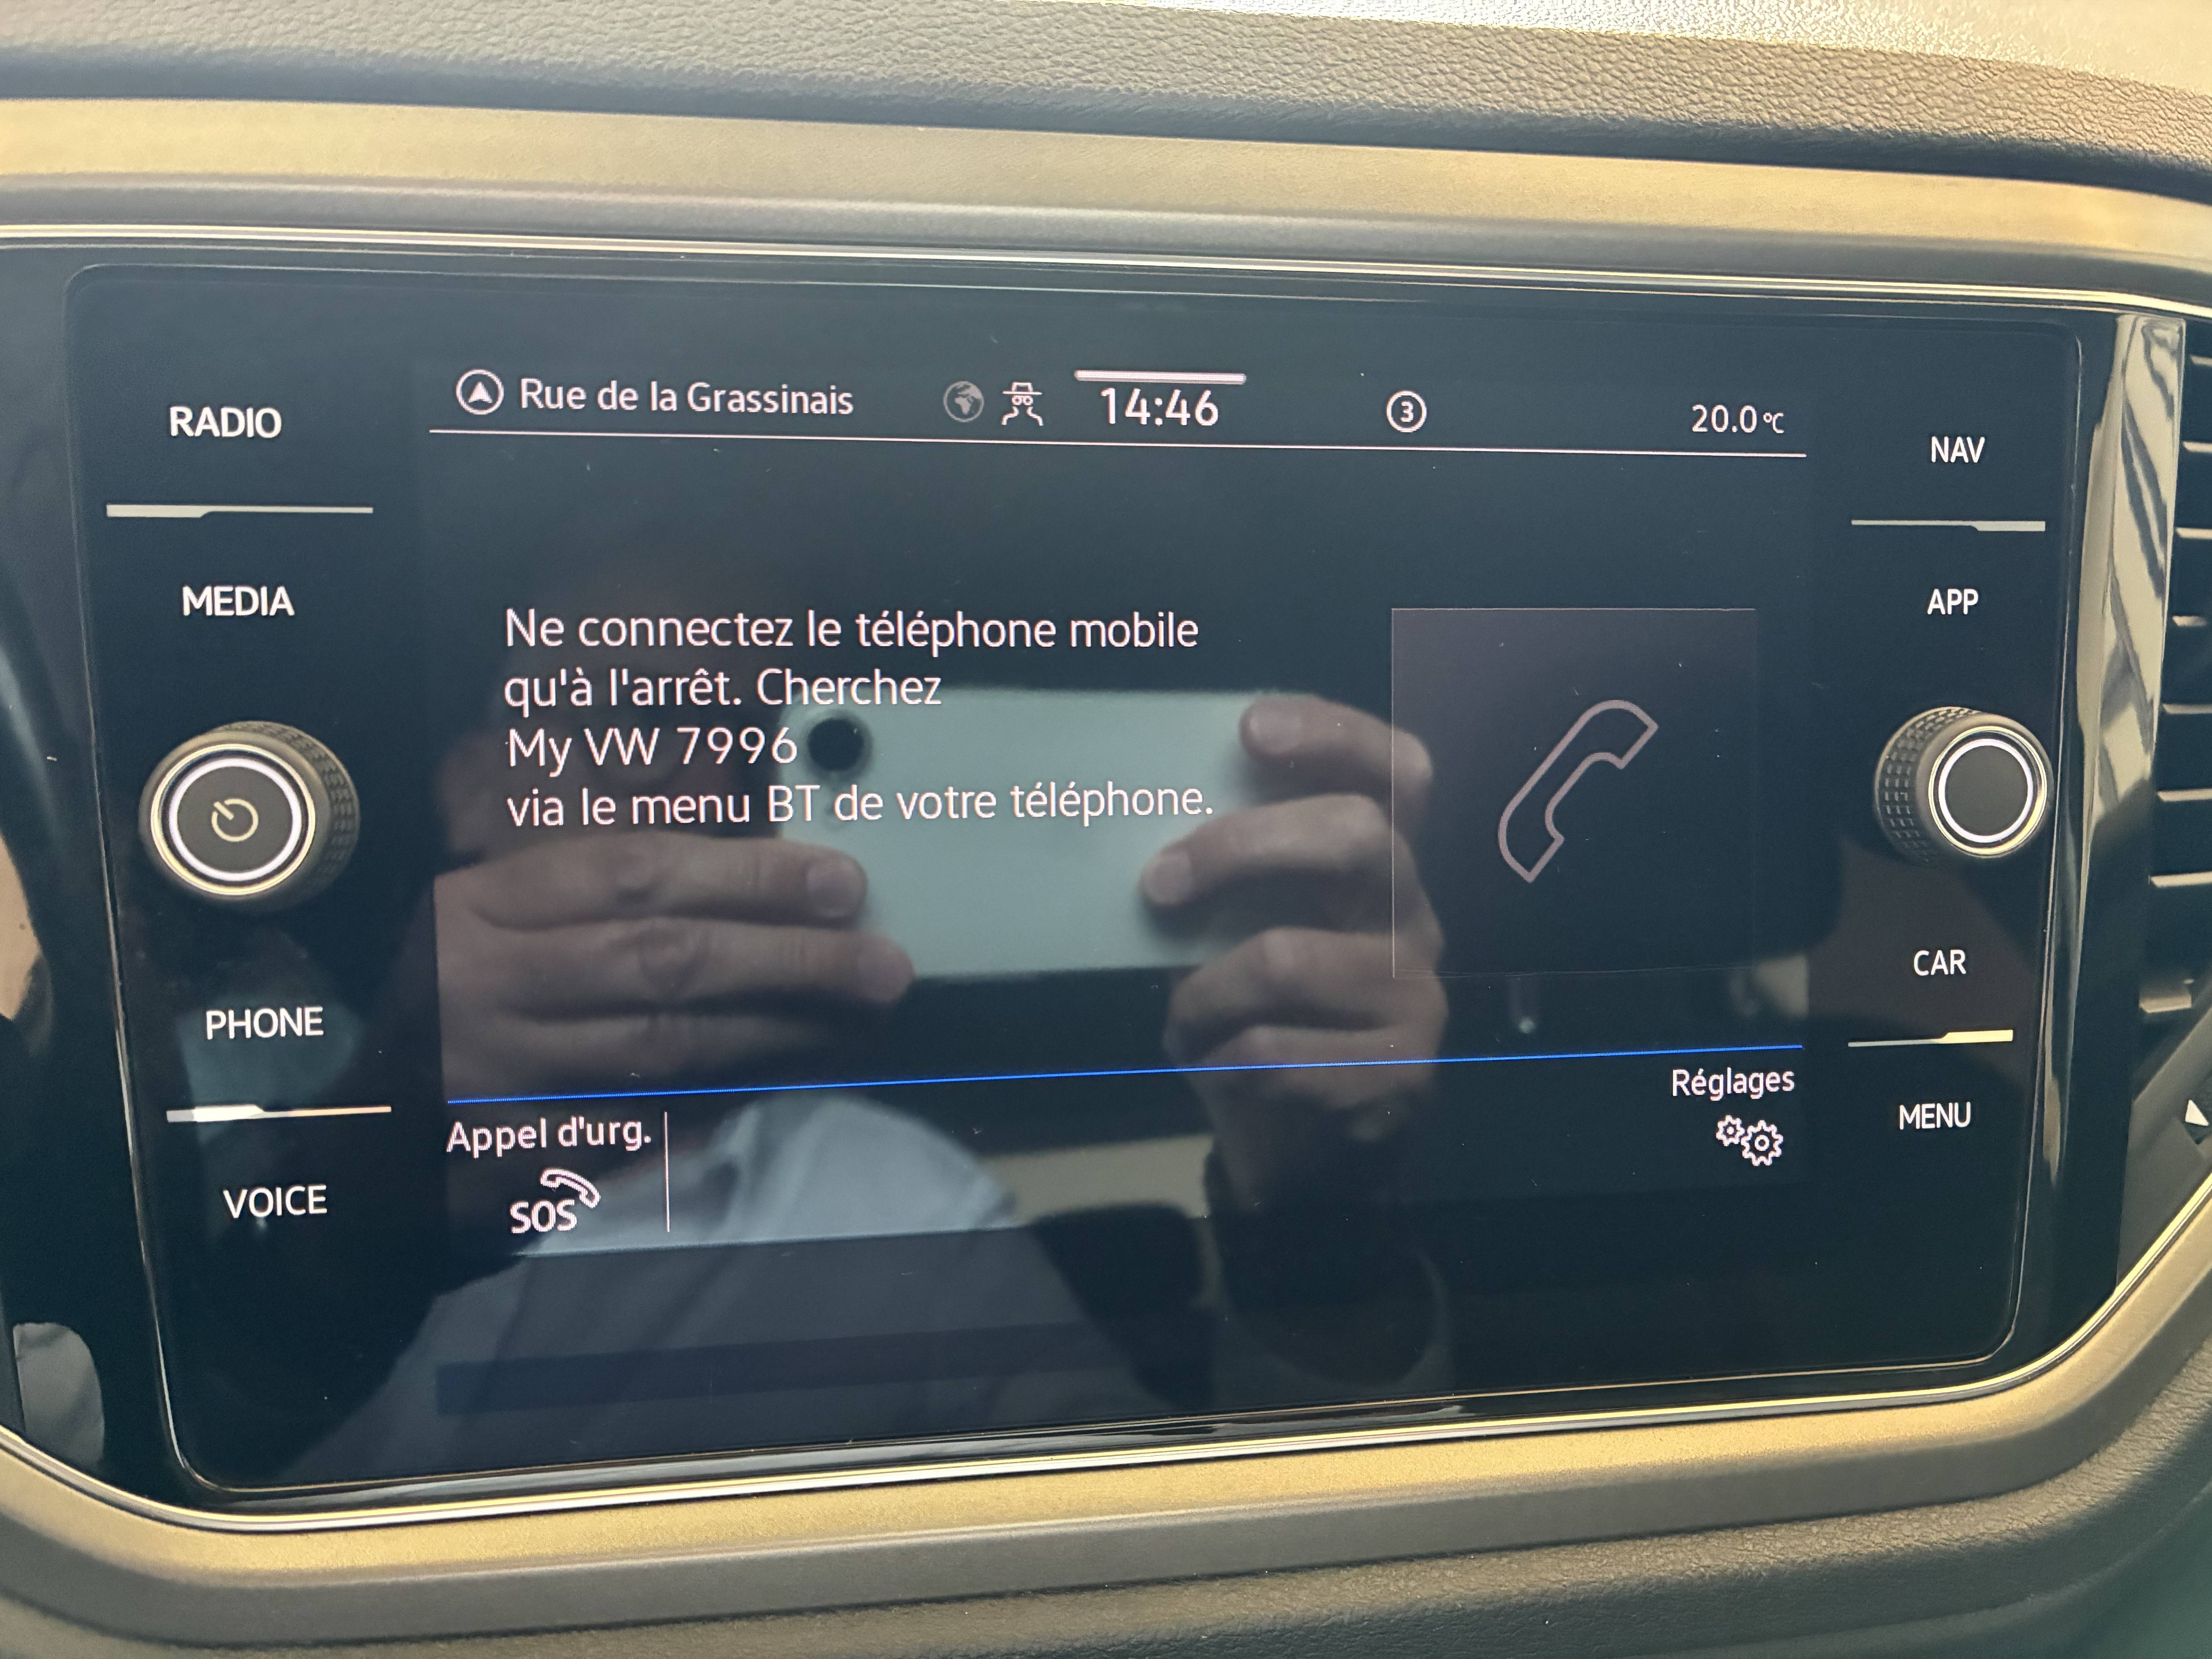 RADIO
MEDIA
PHONE
VOICE
Rue de la Grassinais
14:46
3
20.0 °C
Ne connectez le téléphone mobile
qu'à l'arrêt. Cherchez
My VW 7996
via le menu BT de votre téléphone.
Appel d'urg.
SOS
Réglages
NAV
APP
CAR
MENU